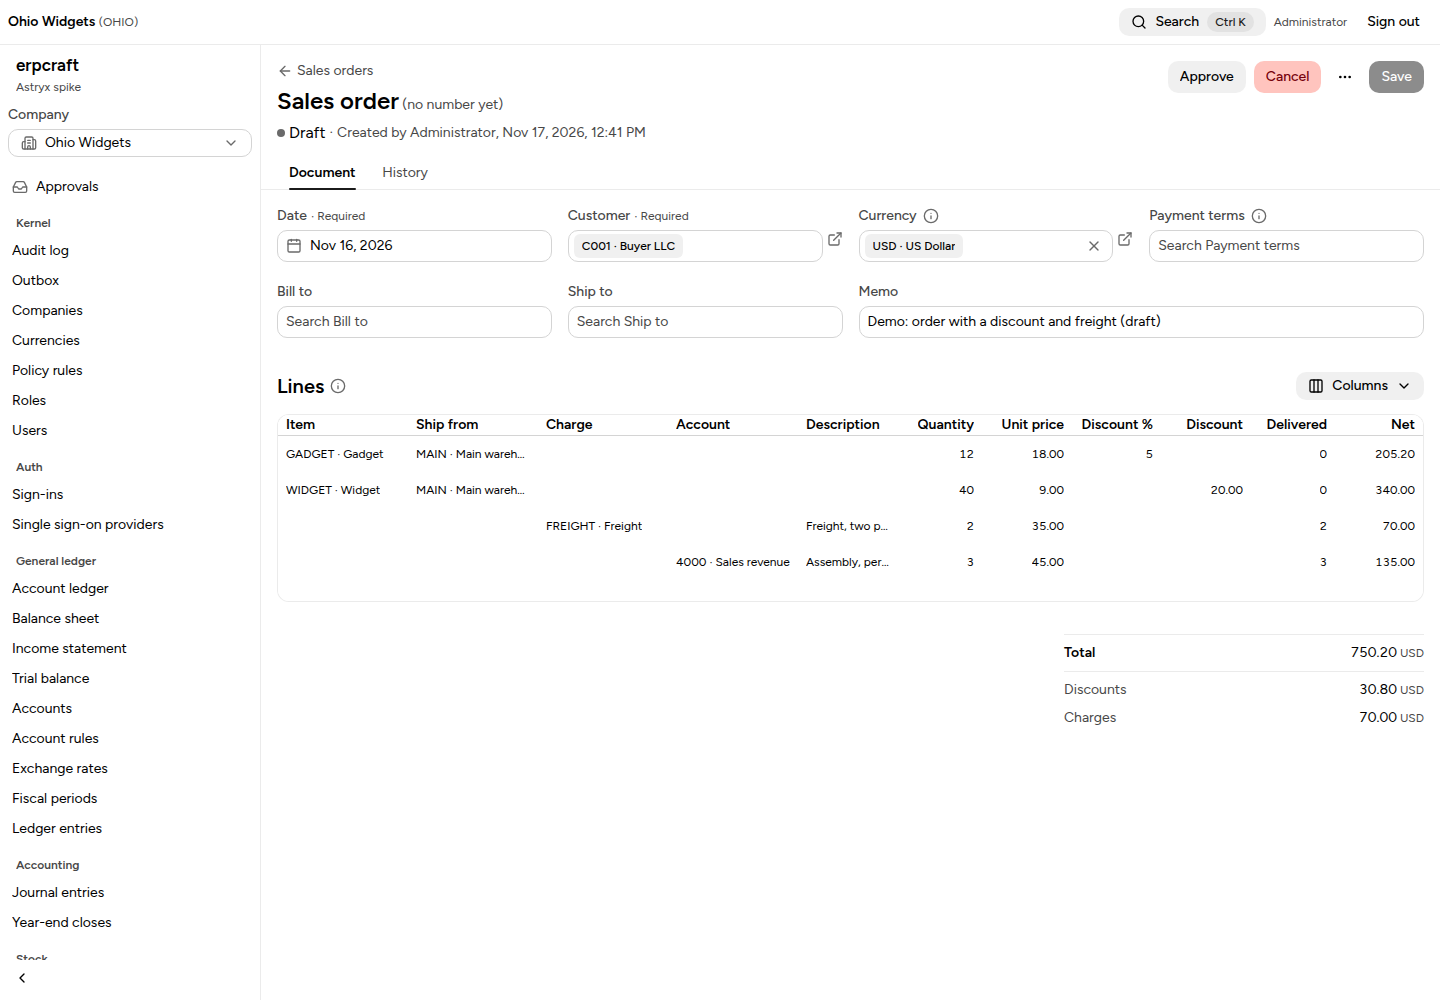 Ohio Widgets (OHIO)
Search Ctrl K Administrator Sign out
erpcraft
Astryx spike
Company
Ohio Widgets
Approvals
Kernel
Audit log
Outbox
Companies
Currencies
Policy rules
Roles
Users
Auth
Sign-ins
Single sign-on providers
General ledger
Account ledger
Balance sheet
Income statement
Trial balance
Accounts
Account rules
Exchange rates
Fiscal periods
Ledger entries
Accounting
Journal entries
Year-end closes
Stock
Sales orders
Approve Cancel Save
Sales order (no number yet)
Draft · Created by Administrator, Nov 17, 2026, 12:41 PM
Document History
Date · Required Customer · Required Currency Payment terms
Nov 16, 2026 C001 · Buyer LLC USD · US Dollar Search Payment terms
Bill to Ship to Memo
Search Bill to Search Ship to Demo: order with a discount and freight (draft)
Lines Columns
Item Ship from Charge Account Description Quantity Unit price Discount % Discount Delivered Net
GADGET · Gadget MAIN · Main wareh... 12 18.00 5 0 205.20
WIDGET · Widget MAIN · Main wareh... 40 9.00 20.00 0 340.00
FREIGHT · Freight Freight, two p... 2 35.00 2 70.00
4000 · Sales revenue Assembly, per... 3 45.00 3 135.00
Total 750.20 USD
Discounts 30.80 USD
Charges 70.00 USD